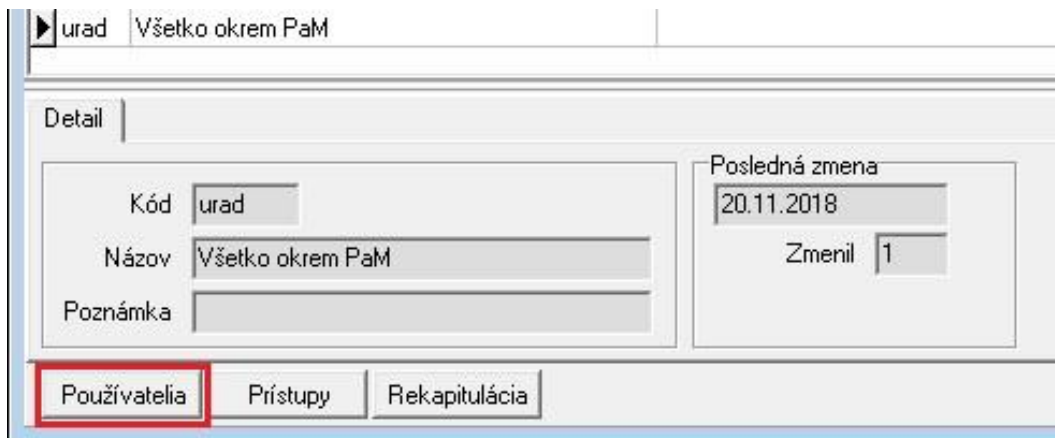 urad Všetko okrem PaM
Detail
Posledná zmena
Kód urad
20.11.2018
Názov Všetko okrem PaM
Zmenil 1
Poznámka
Používatelia Prístupy Rekapitulácia